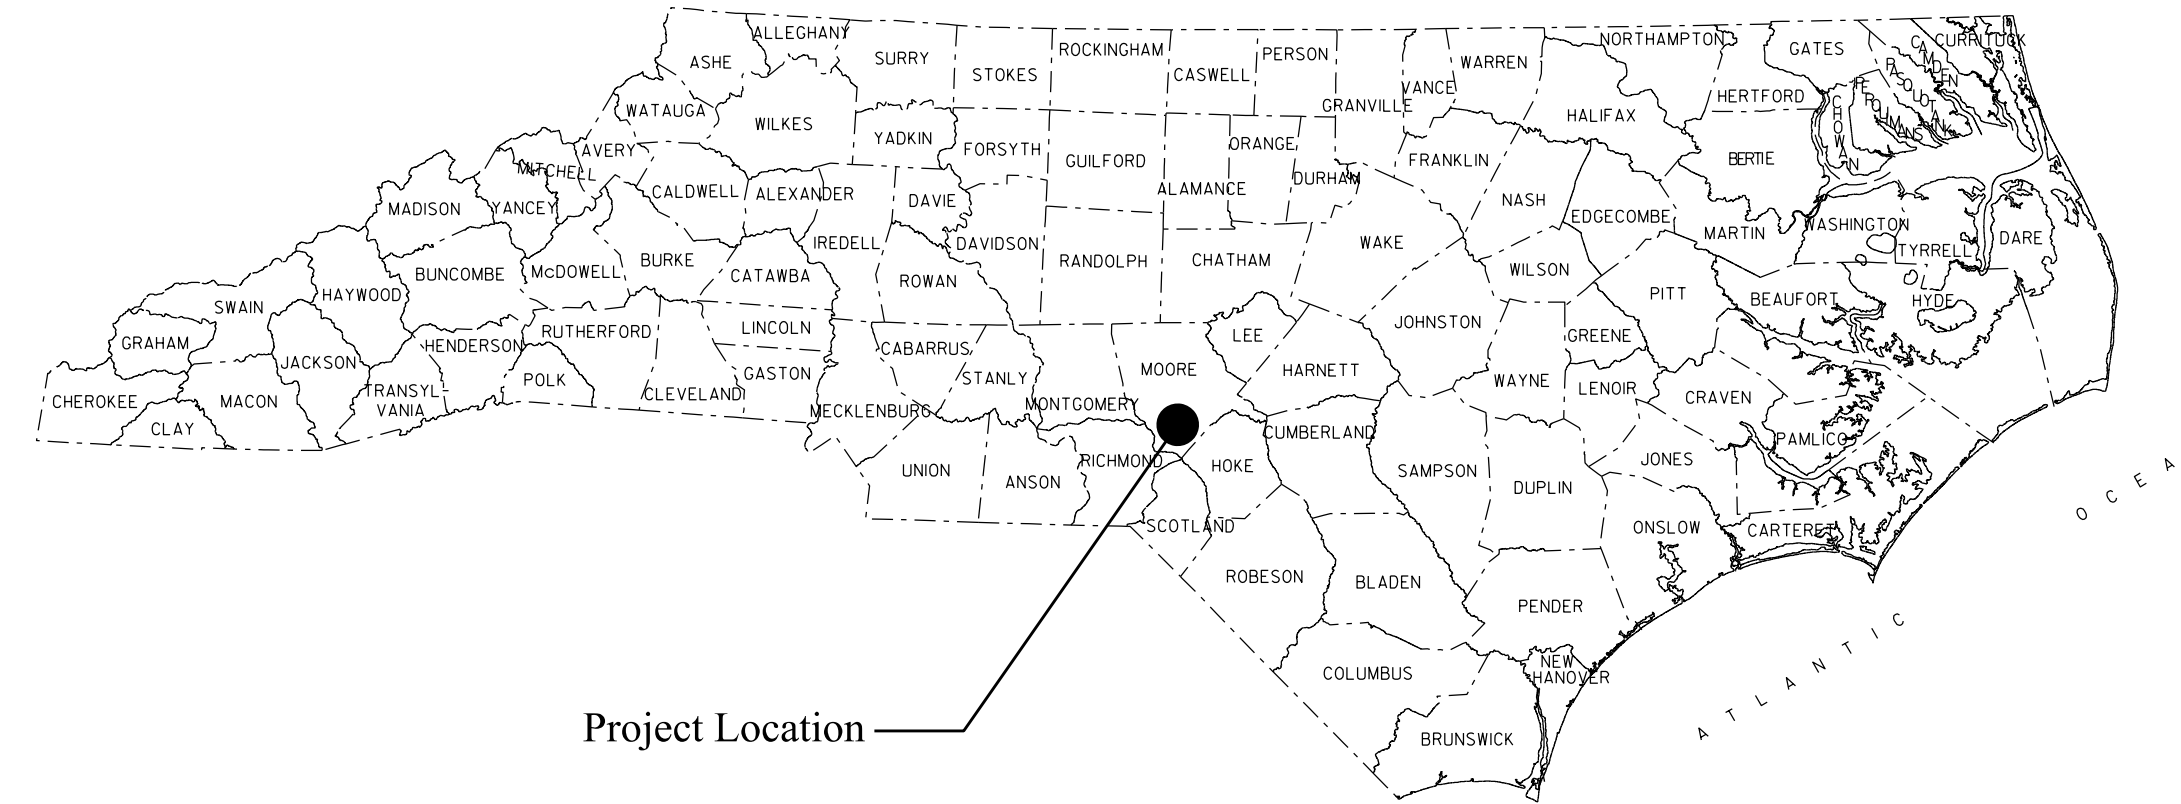 ALLEGHANY
ASHE
SURRY
STOKES
ROCKINGHAM
CASWELL
PERSON
GRANVILLE
VANCE
WARREN
NORTHAMPTON
GATES
CAMDEN
CURRITUCK
PASQUOTANK
PERQUIMANS
CHOWAN
HERTFORD
HALIFAX
WATAUGA
WILKES
YADKIN
FORSYTH
GUILFORD
ORANGE
ALAMANCE
DURHAM
FRANKLIN
NASH
BERTIE
AVERY
MITCHELL
CALDWELL
ALEXANDER
DAVIE
MADISON
YANCEY
IREDELL
DAVIDSON
RANDOLPH
CHATHAM
WAKE
EDGECOMBE
MARTIN
WASHINGTON
TYRRELL
DARE
BUNCOMBE
McDOWELL
BURKE
CATAWBA
ROWAN
WILSON
PITT
BEAUFORT
HYDE
SWAIN
HAYWOOD
GRAHAM
JACKSON
HENDERSON
RUTHERFORD
LINCOLN
CABARRUS
LEE
JOHNSTON
GREENE
CHEROKEE
MACON
CLAY
TRANSYL-
VANIA
POLK
CLEVELAND
GASTON
MECKLENBURG
STANLY
MONTGOMERY
MOORE
HARNETT
WAYNE
LENOIR
CRAVEN
PAMLICO
UNION
ANSON
RICHMOND
HOKE
CUMBERLAND
SAMPSON
DUPLIN
JONES
SCOTLAND
ONSLOW
CARTERET
ROBESON
BLADEN
PENDER
COLUMBUS
NEW
HANOVER
BRUNSWICK
Project Location
ATLANTIC
OCEA